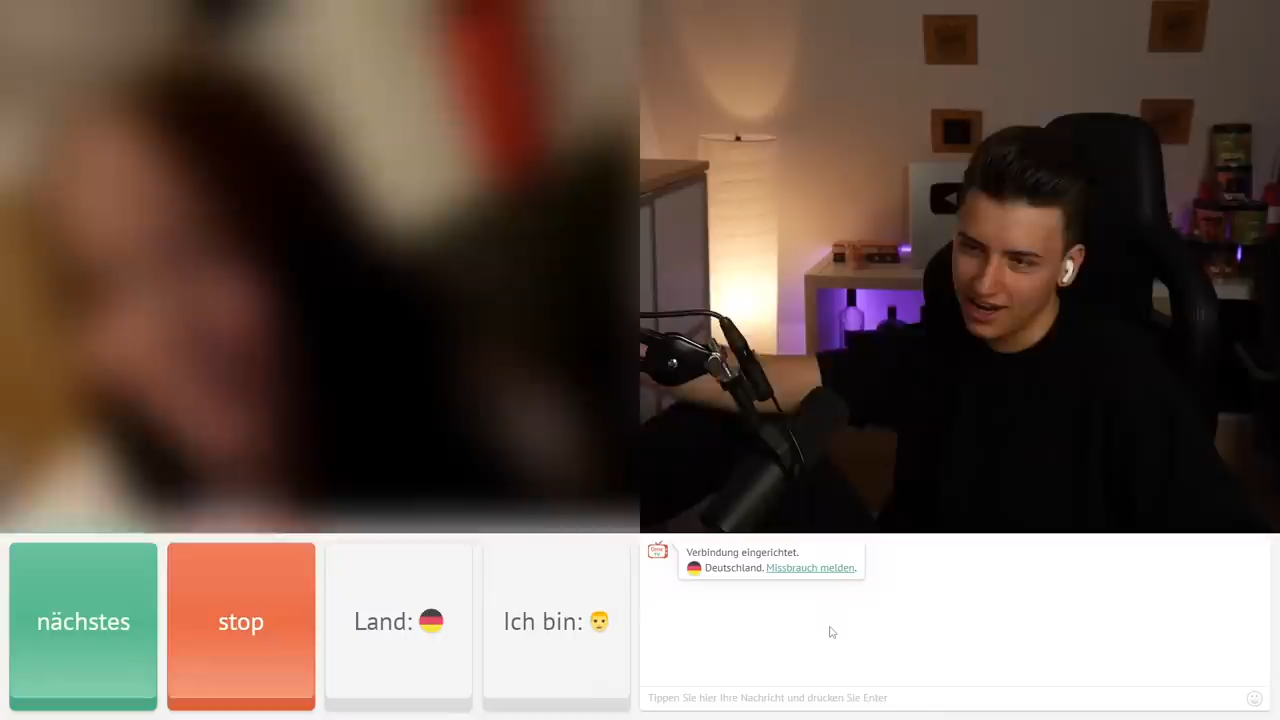 nächstes
stop
Land:
Ich bin:
Verbindung eingerichtet.
Deutschland. Missbrauch melden.
Tippen Sie hier Ihre Nachricht und drücken Sie Enter